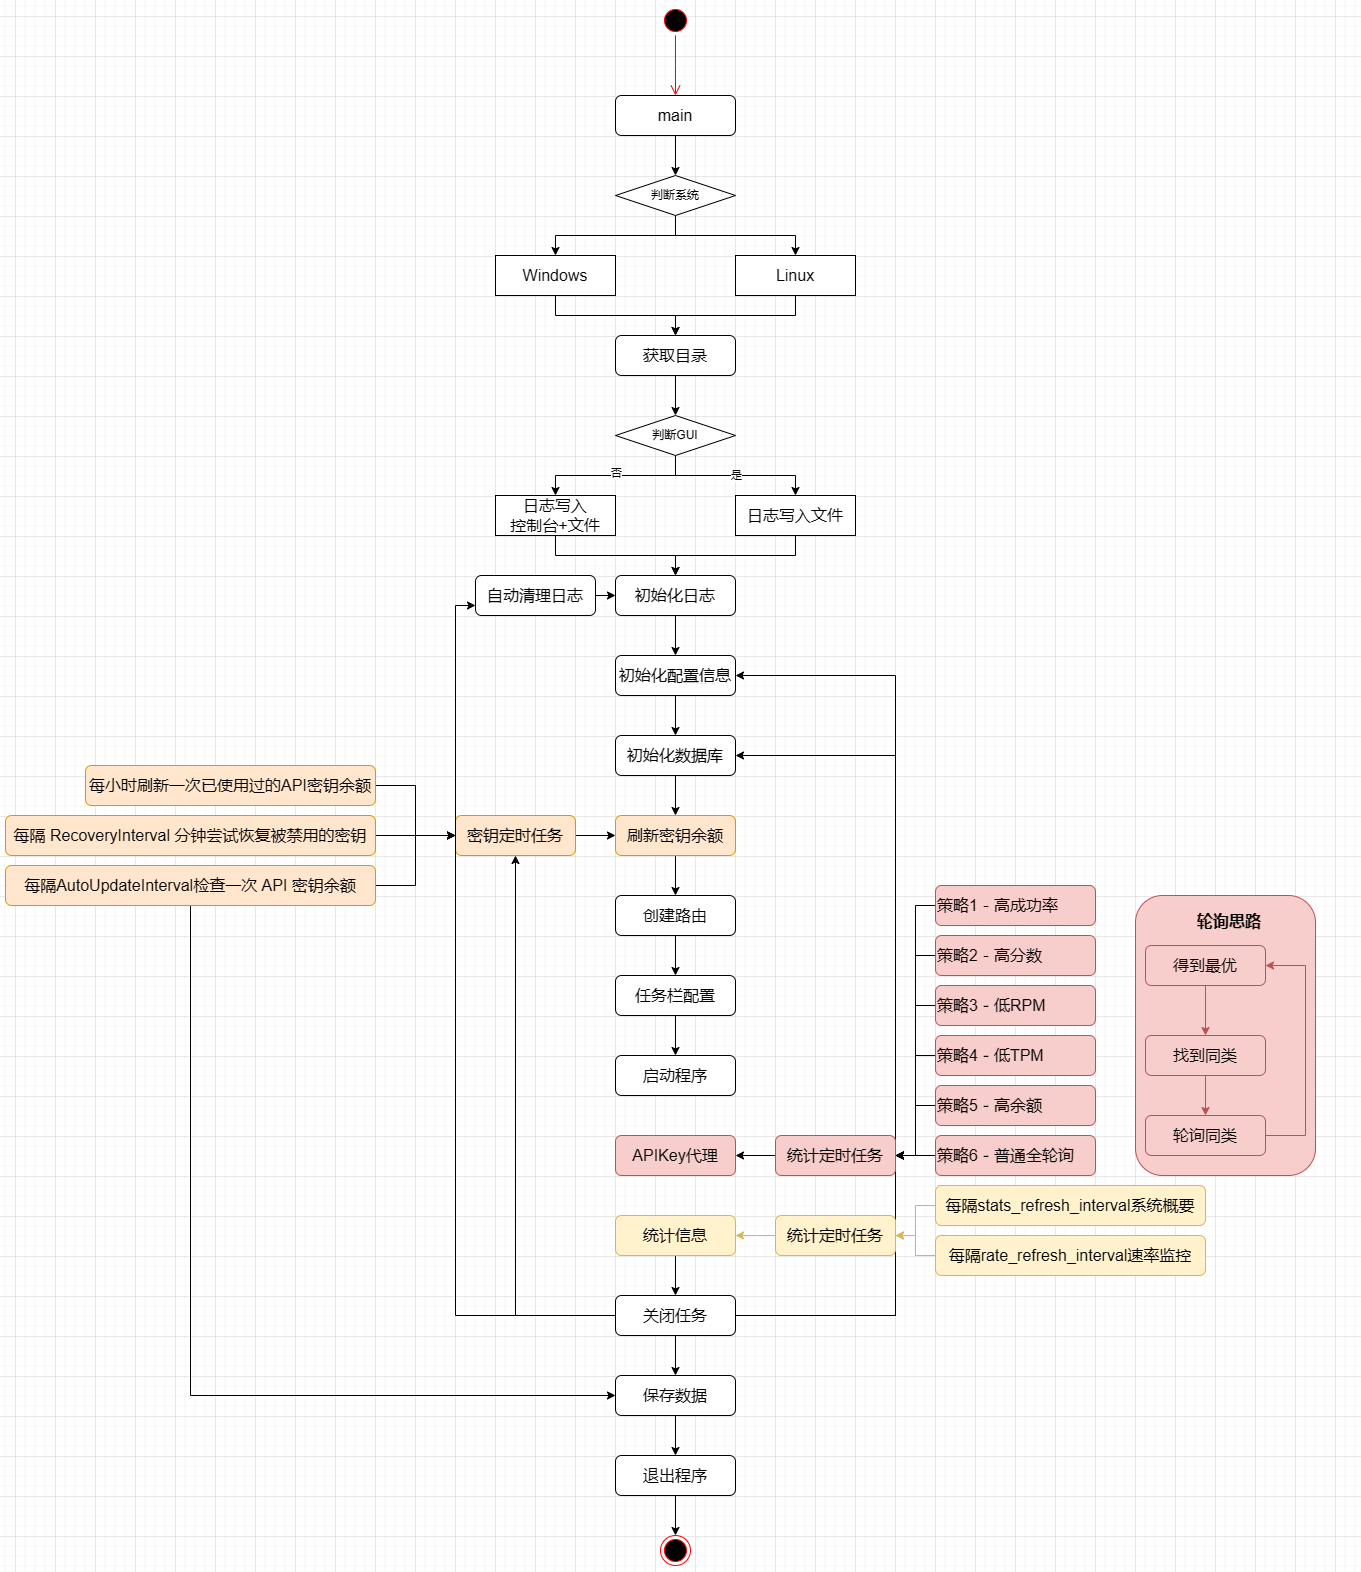 main
判断系统
Windows
Linux
获取目录
判断GUI
否
是
日志写入
控制台+文件
日志写入文件
自动清理日志
初始化日志
初始化配置信息
初始化数据库
每小时刷新一次已使用过的API密钥余额
每隔 RecoveryInterval 分钟尝试恢复被禁用的密钥
密钥定时任务
刷新密钥余额
每隔AutoUpdateInterval检查一次 API 密钥余额
创建路由
任务栏配置
启动程序
策略1 - 高成功率
策略2 - 高分数
策略3 - 低RPM
策略4 - 低TPM
策略5 - 高余额
策略6 - 普通全轮询
轮询思路
得到最优
找到同类
轮询同类
APIKey代理
统计定时任务
统计信息
统计定时任务
每隔stats_refresh_interval系统概要
每隔rate_refresh_interval速率监控
关闭任务
保存数据
退出程序